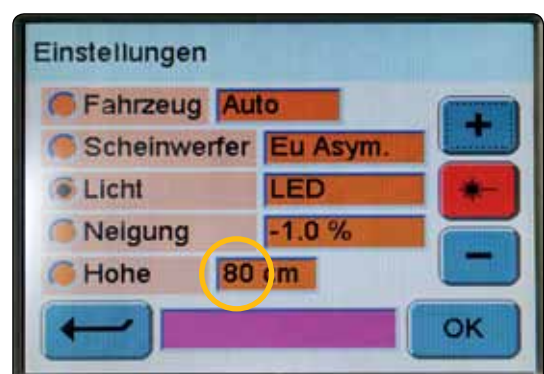 Einstellungen
Fahrzeug Auto
Scheinwerfer Eu Asym.
Licht LED
Neigung -1.0 %
Hohe 80 cm
+
-
OK